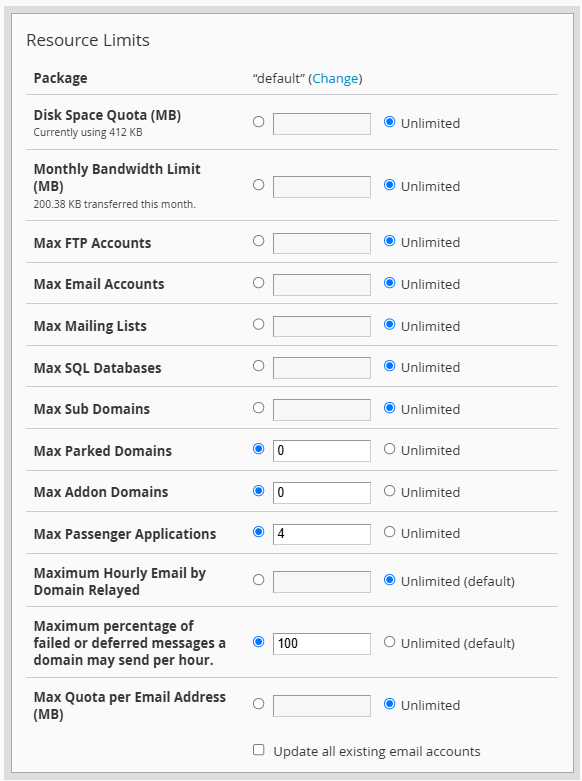 Resource Limits
Package “default” (Change)
Disk Space Quota (MB)
Currently using 412 KB
Unlimited
Monthly Bandwidth Limit
(MB)
200.38 KB transferred this month.
Unlimited
Max FTP Accounts Unlimited
Max Email Accounts Unlimited
Max Mailing Lists Unlimited
Max SQL Databases Unlimited
Max Sub Domains Unlimited
Max Parked Domains 0 Unlimited
Max Addon Domains 0 Unlimited
Max Passenger Applications 4 Unlimited
Maximum Hourly Email by
Domain Relayed
Unlimited (default)
Maximum percentage of
failed or deferred messages a
domain may send per hour.
100 Unlimited (default)
Max Quota per Email Address
(MB)
Unlimited
Update all existing email accounts